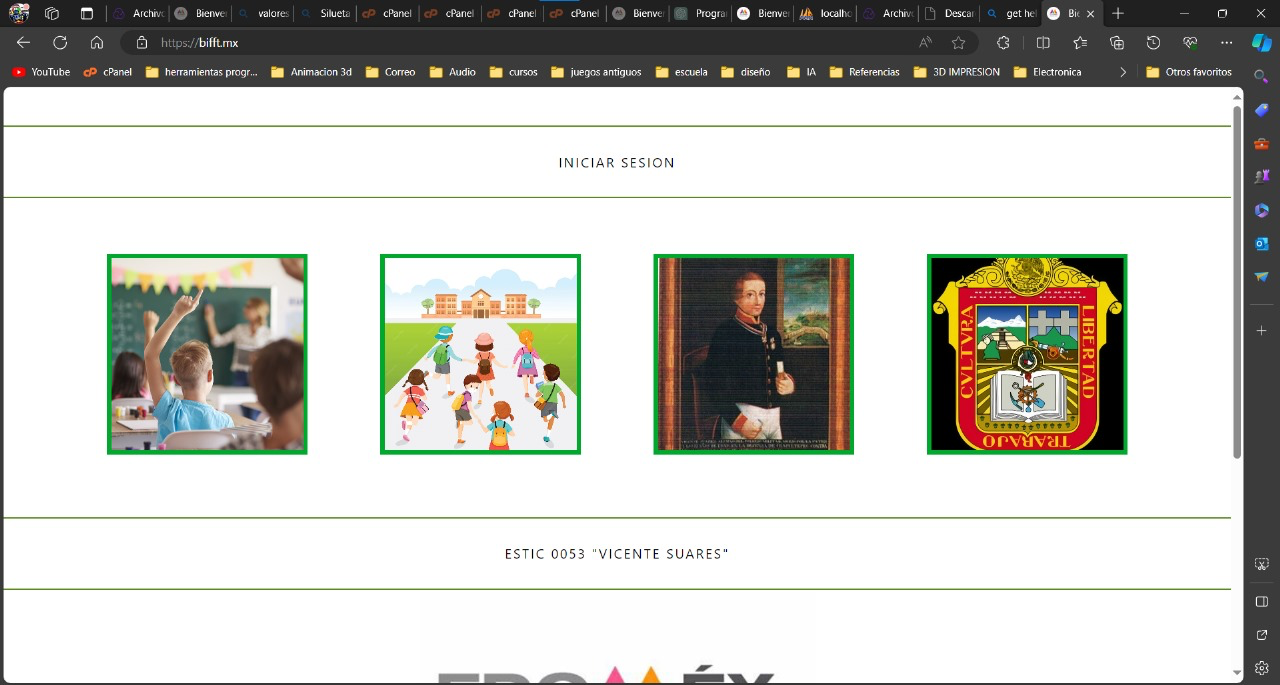 Archivo
Bienver
valores
Silueta
cPanel
cPanel
cPanel
cPanel
Bienver
Progra
Bienver
localho
Archivo
Descar
get hel
Bie
https://bifft.mx
YouTube
cPanel
herramientas progr...
Animacion 3d
Correo
Audio
cursos
juegos antiguos
escuela
diseño
IA
Referencias
3D IMPRESION
Electronica
Otros favoritos
INICIAR SESION
CVLTVRA
LIBERTAD
TRABAJO
ESTIC 0053 "VICENTE SUARES"